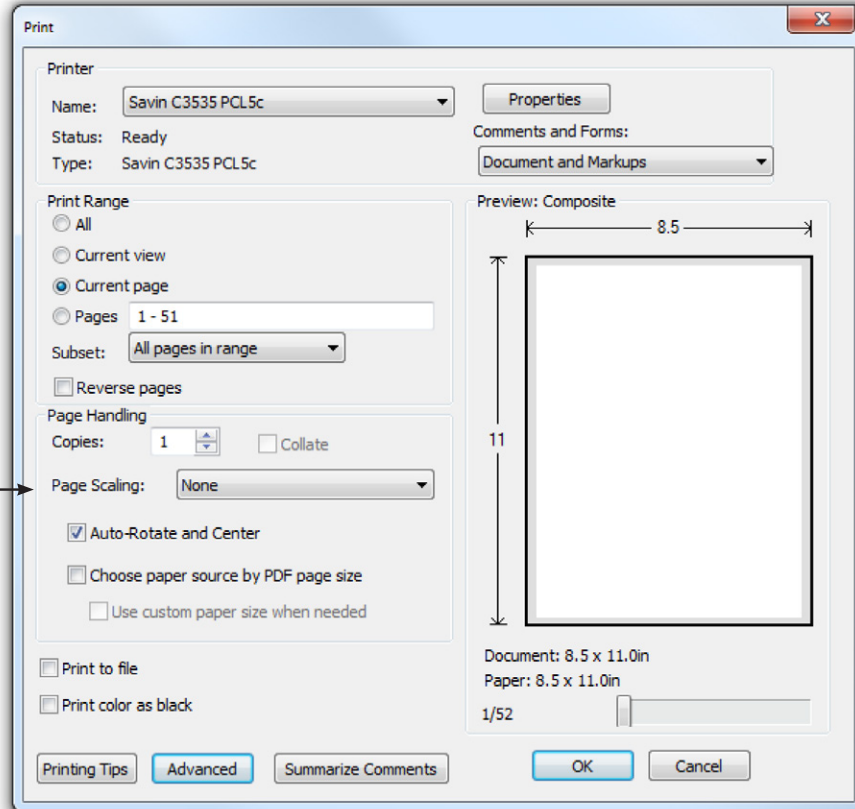 Print
Printer
Name: Savin C3535 PCL5c
Properties
Status: Ready
Comments and Forms:
Type: Savin C3535 PCL5c
Document and Markups
Print Range
All
Current view
Current page
Pages 1 - 51
Subset: All pages in range
Reverse pages
Page Handling
Copies: 1 Collate
Page Scaling: None
Auto-Rotate and Center
Choose paper source by PDF page size
Use custom paper size when needed
Print to file
Print color as black
Preview: Composite
8.5
11
Document: 8.5 x 11.0in
Paper: 8.5 x 11.0in
1/52
Printing Tips Advanced Summarize Comments OK Cancel